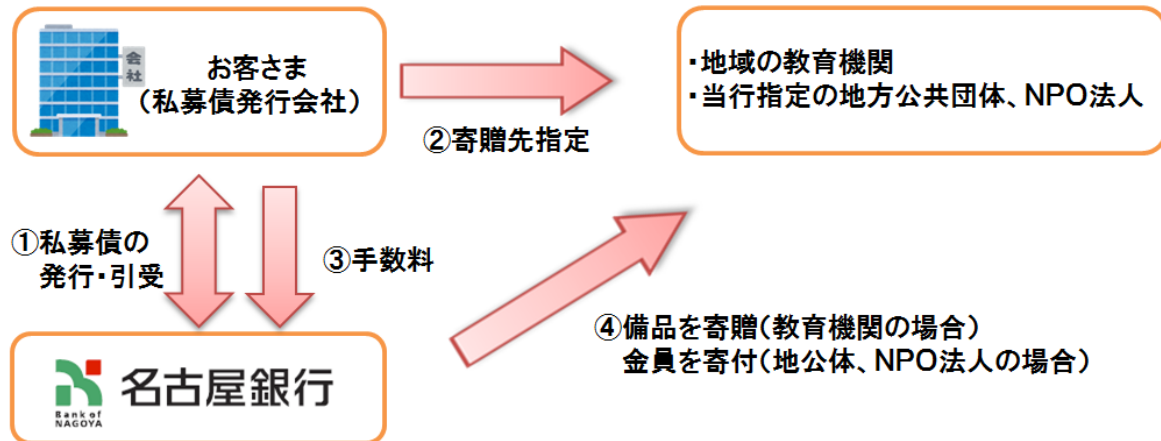 会
社
お客さま
（私募債発行会社）
・地域の教育機関
・当行指定の地方公共団体、NPO法人
②寄贈先指定
①私募債の
発行・引受
③手数料
④備品を寄贈（教育機関の場合）
金員を寄付（地公体、NPO法人の場合）
Bank of
NAGOYA
名古屋銀行